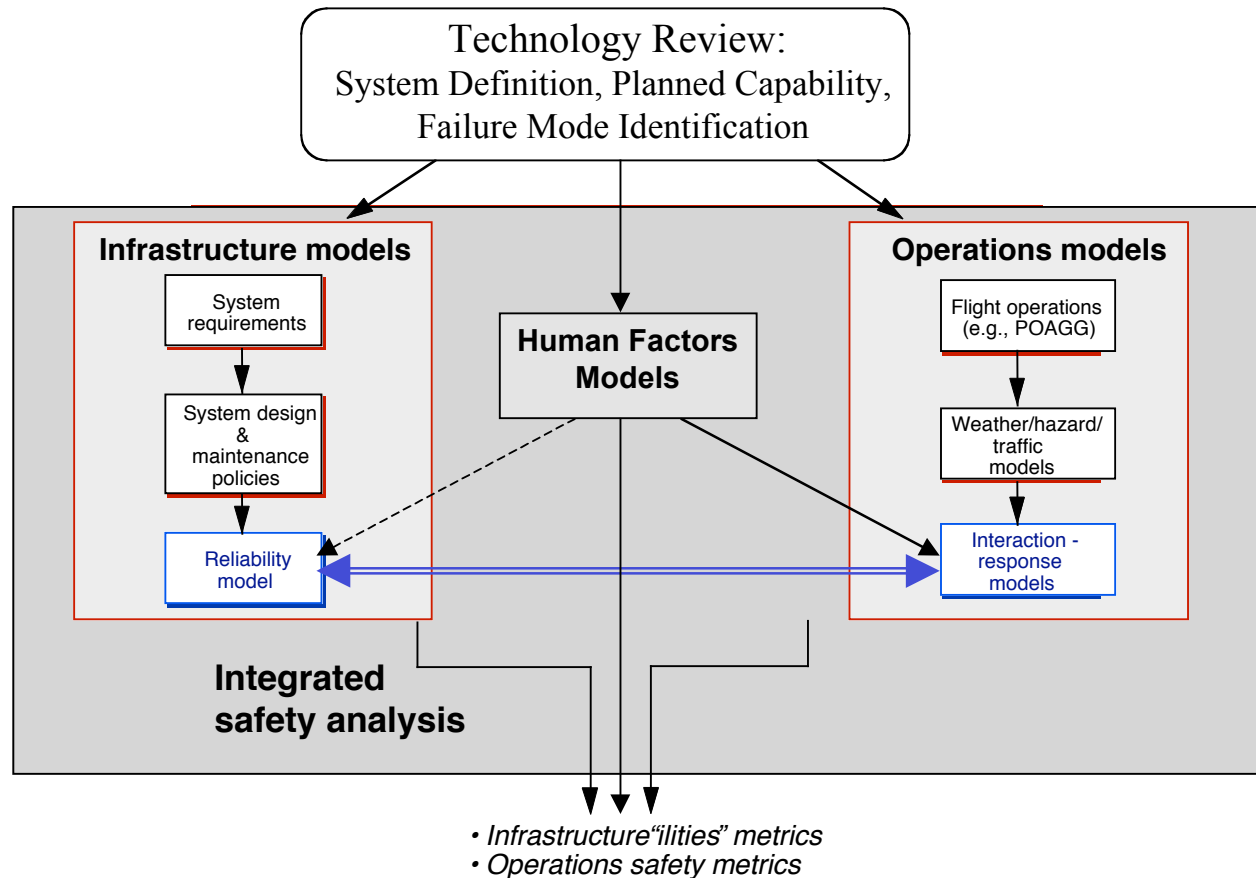 Technology Review:
System Definition, Planned Capability,
Failure Mode Identification
Infrastructure models
System
requirements
System design
&
maintenance
policies
Reliability
model
Human Factors
Models
Operations models
Flight operations
(e.g., POAGG)
Weather/hazard/
traffic
models
Interaction -
response
models
Integrated
safety analysis
• Infrastructure“ilities” metrics
• Operations safety metrics